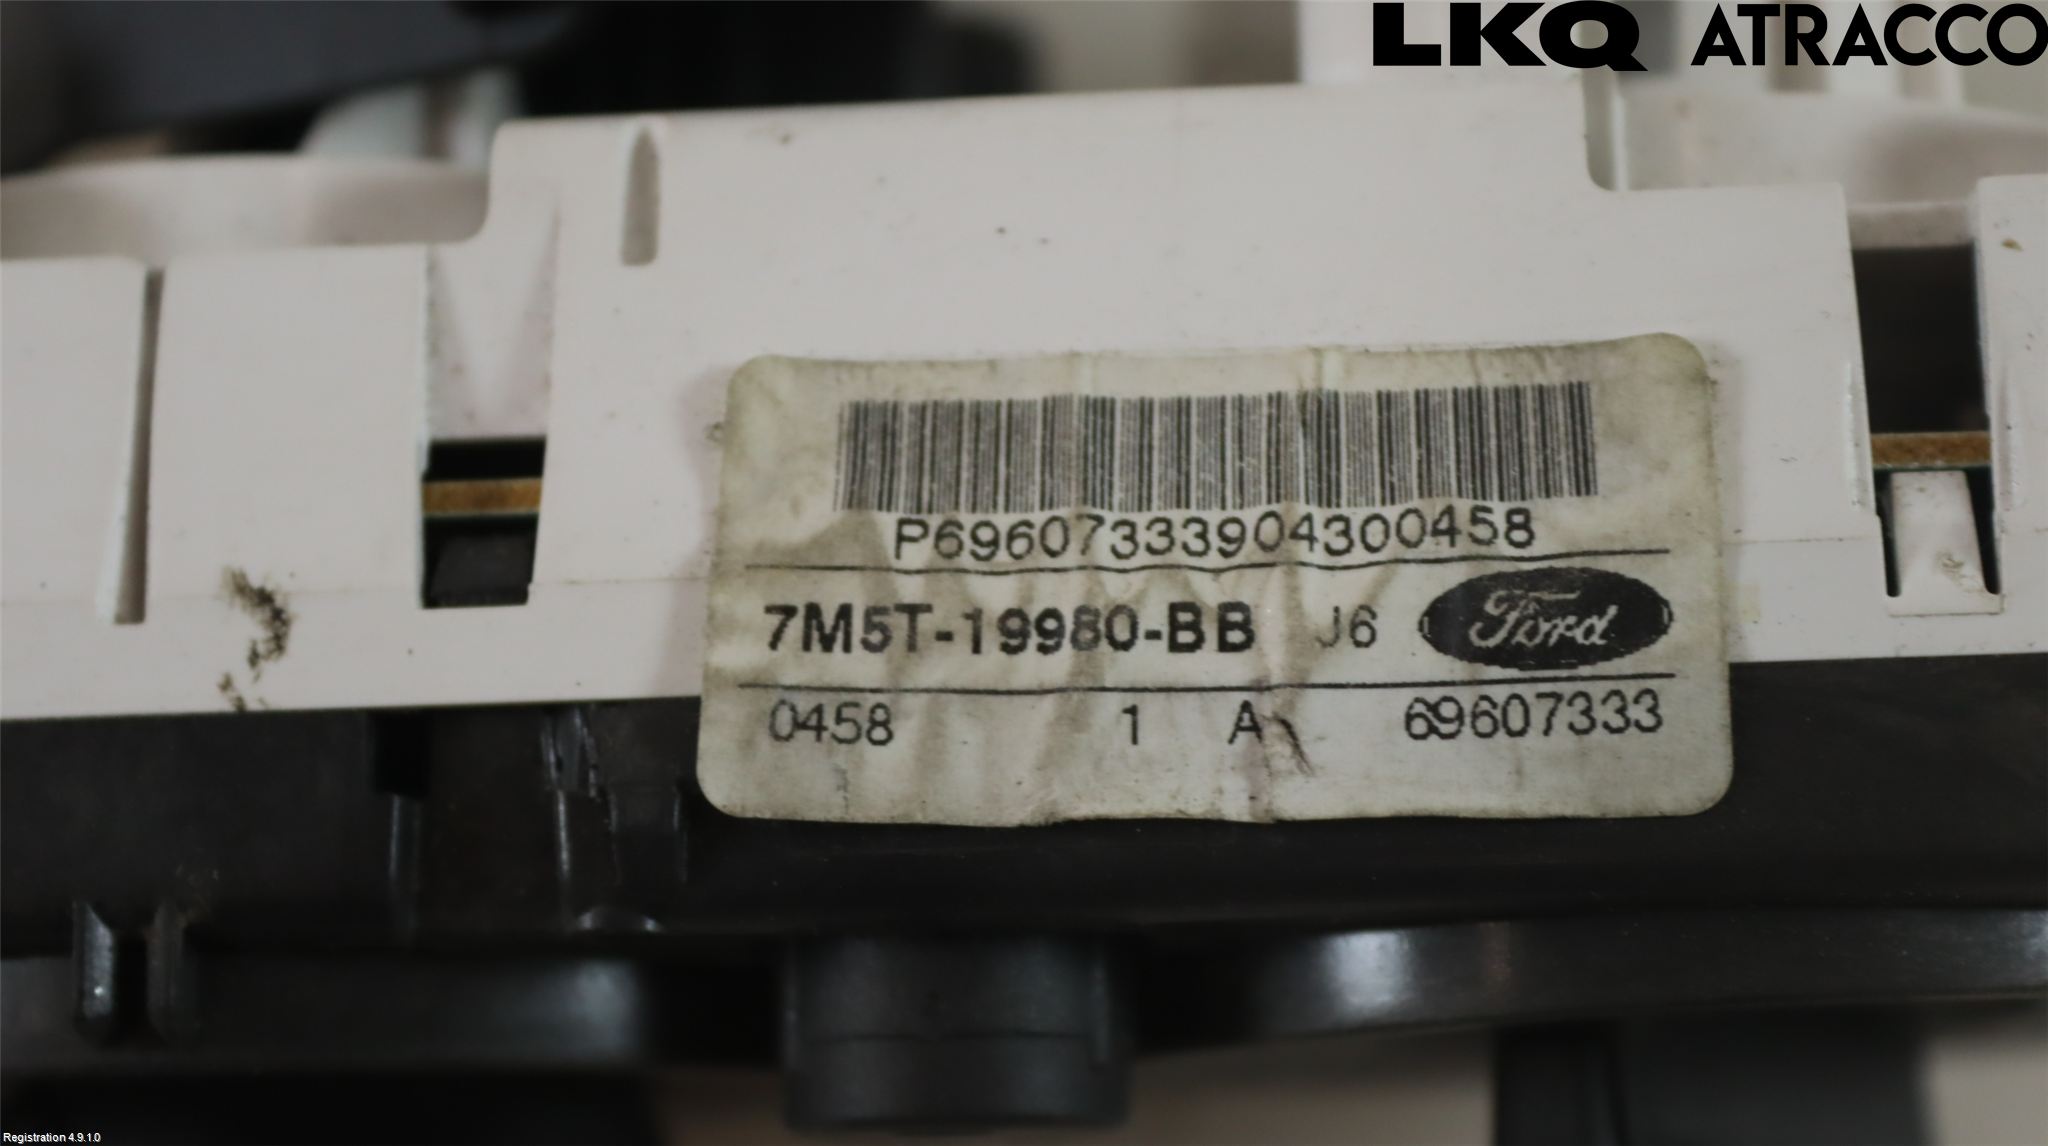 LKQ ATRACCO
P69607333904300458
7M5T-19980-BB J6 Ford
0458 1 A 69607333
Registration 4.9.1.0